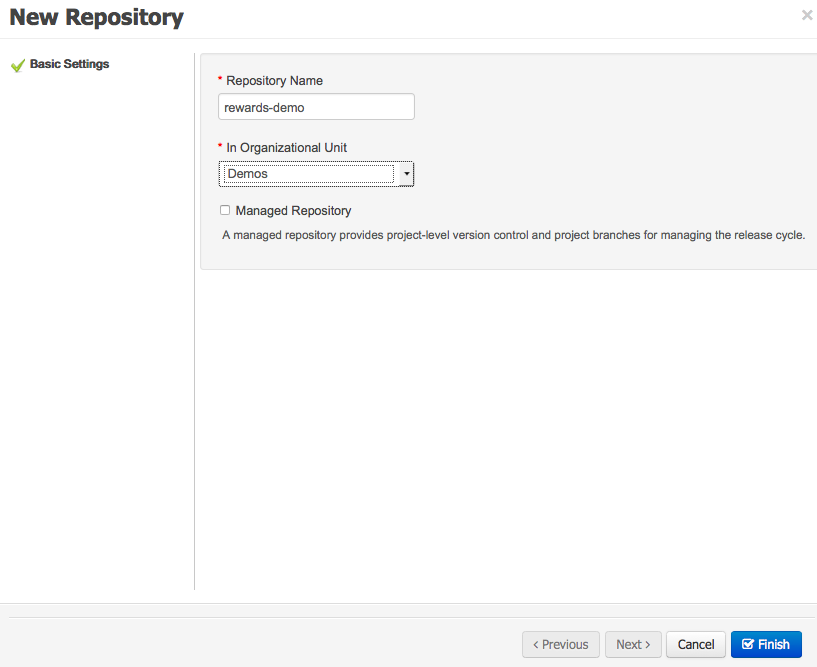 New Repository
×
Basic Settings
* Repository Name
rewards-demo
* In Organizational Unit
Demos
Managed Repository
A managed repository provides project-level version control and project branches for managing the release cycle.
< Previous
Next >
Cancel
Finish